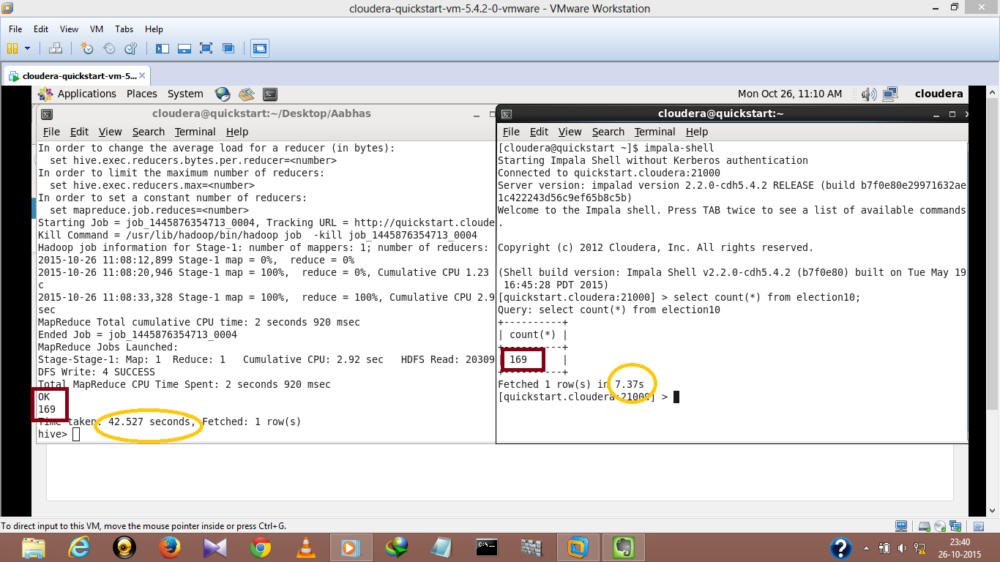 cloudera-quickstart-vm-5.4.2-0-vmware - VMware Workstation
File Edit View VM Tabs Help
cloudera-quickstart-vm-5...
Applications Places System
Mon Oct 26, 11:10 AM
cloudera
cloudera@quickstart:~/Desktop/Aabhas
File Edit View Search Terminal Help
In order to change the average load for a reducer (in bytes):
  set hive.exec.reducers.bytes.per.reducer=<number>
In order to limit the maximum number of reducers:
  set hive.exec.reducers.max=<number>
In order to set a constant number of reducers:
  set mapreduce.job.reduces=<number>
Starting Job = job_1445876354713_0004, Tracking URL = http://quickstart.cloude
Kill Command = /usr/lib/hadoop/bin/hadoop job  -kill job_1445876354713_0004
Hadoop job information for Stage-1: number of mappers: 1; number of reducers:
2015-10-26 11:08:12,899 Stage-1 map = 0%,  reduce = 0%
2015-10-26 11:08:20,946 Stage-1 map = 100%,  reduce = 0%, Cumulative CPU 1.23
c
2015-10-26 11:08:33,328 Stage-1 map = 100%,  reduce = 100%, Cumulative CPU 2.9
sec
MapReduce Total cumulative CPU time: 2 seconds 920 msec
Ended Job = job_1445876354713_0004
MapReduce Jobs Launched:
Stage-Stage-1: Map: 1  Reduce: 1   Cumulative CPU: 2.92 sec   HDFS Read: 20309
DFS Write: 4 SUCCESS
Total MapReduce CPU Time Spent: 2 seconds 920 msec
OK
169
Time taken: 42.527 seconds, Fetched: 1 row(s)
hive>
cloudera@quickstart:~
File Edit View Search Terminal Help
[cloudera@quickstart ~]$ impala-shell
Starting Impala Shell without Kerberos authentication
Connected to quickstart.cloudera:21000
Server version: impalad version 2.2.0-cdh5.4.2 RELEASE (build b7f0e80e29971632ae
1c422243d56c9ef65b8c5b)
Welcome to the Impala shell. Press TAB twice to see a list of available commands
.
Copyright (c) 2012 Cloudera, Inc. All rights reserved.
(Shell build version: Impala Shell v2.2.0-cdh5.4.2 (b7f0e80) built on Tue May 19
 16:45:28 PDT 2015)
[quickstart.cloudera:21000] > select count(*) from election10;
Query: select count(*) from election10
+----------+
| count(*) |
+----------+
| 169      |
+----------+
Fetched 1 row(s) in 7.37s
[quickstart.cloudera:21000] >
To direct input to this VM, move the mouse pointer inside or press Ctrl+G.
C:\
23:40
26-10-2015